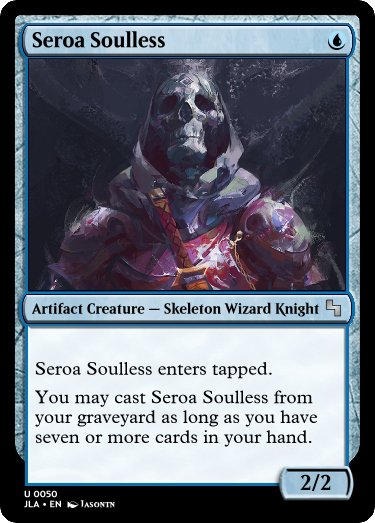 Seroa Soulless
Artifact Creature — Skeleton Wizard Knight
Seroa Soulless enters tapped.
You may cast Seroa Soulless from
your graveyard as long as you have
seven or more cards in your hand.
2/2
U 0050
JLA • EN Jasontn